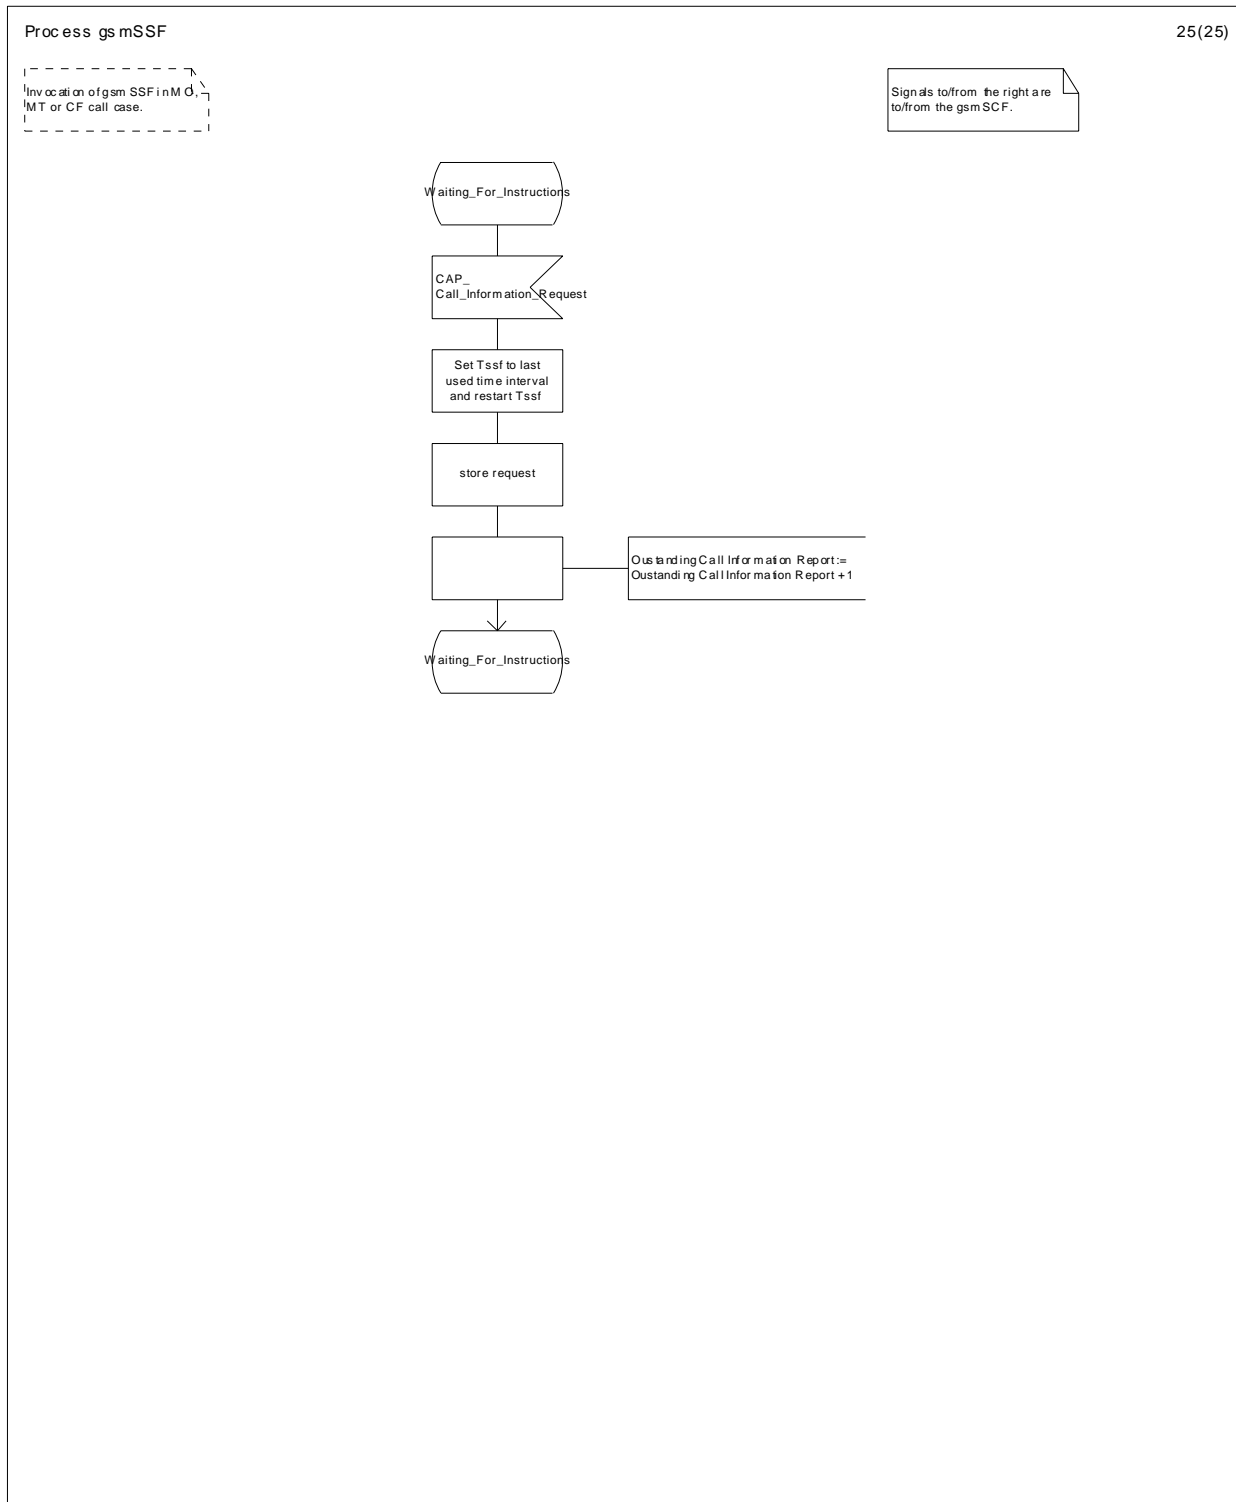 Process gsmSSF
25(25)
Invocation of gsmSSF in MO,
MT or CF call case.
Signals to/from the right are
to/from the gsmSCF.
Waiting_For_Instructions
CAP_
Call_Information_Request
Set Tssf to last
used time interval
and restart Tssf
store request
Oustanding Call Information Report :=
Oustanding Call Information Report + 1
Waiting_For_Instructions